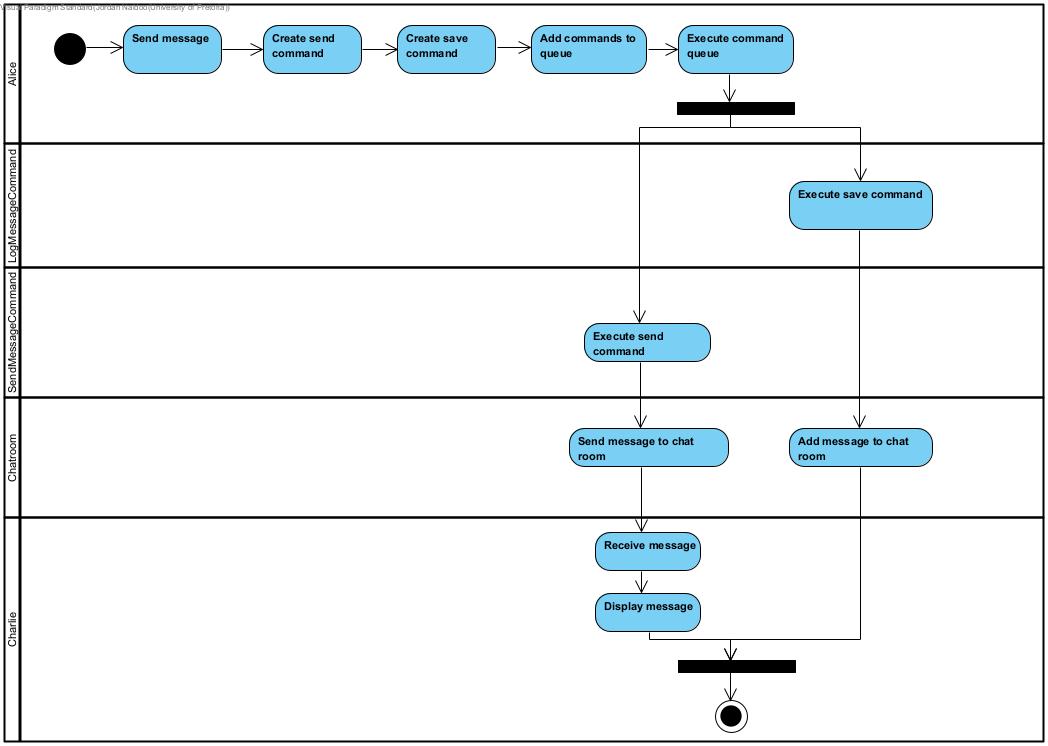 Visual Paradigm Standard(Jordan Naidoo(University of Pretoria))
Alice
Send message
Create send
command
Create save
command
Add commands to
queue
Execute command
queue
LogMessageCommand
Execute save command
SendMessageCommand
Execute send
command
Chatroom
Send message to chat
room
Add message to chat
room
Charlie
Receive message
Display message